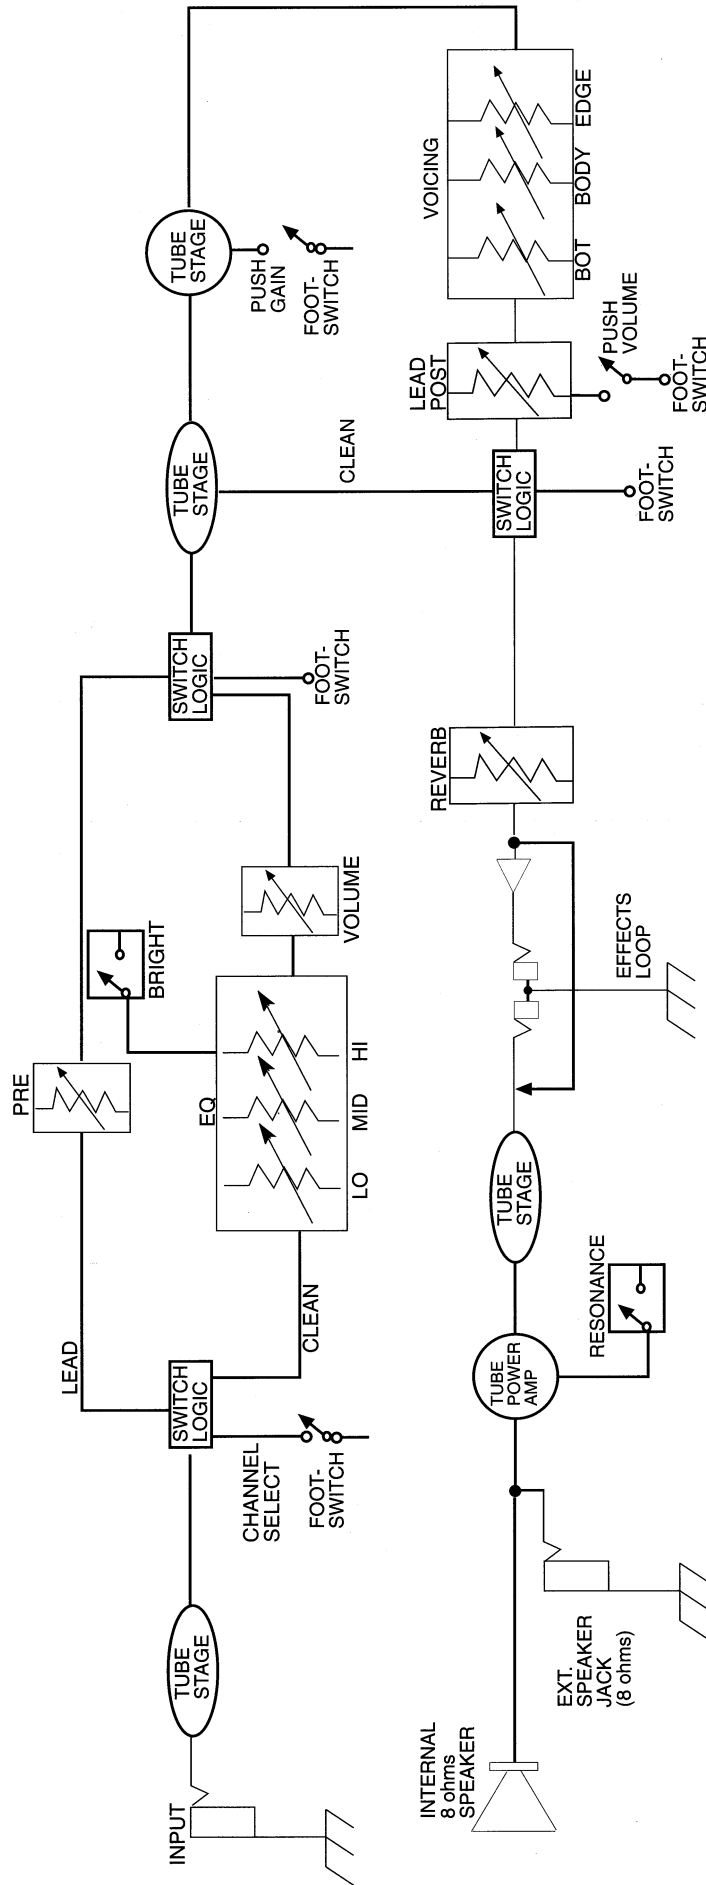 INPUT
TUBE
STAGE
SWITCH
LOGIC
CHANNEL
SELECT
FOOT-
SWITCH
LEAD
CLEAN
PRE
EQ
LO
MID
HI
BRIGHT
VOLUME
SWITCH
LOGIC
FOOT-
SWITCH
TUBE
STAGE
CLEAN
TUBE
STAGE
PUSH
GAIN
FOOT-
SWITCH
INTERNAL
8 ohms
SPEAKER
EXT.
SPEAKER
JACK
(8 ohms)
TUBE
POWER
AMP
RESONANCE
TUBE
STAGE
EFFECTS
LOOP
REVERB
SWITCH
LOGIC
FOOT-
SWITCH
LEAD
POST
PUSH
VOLUME
FOOT-
SWITCH
VOICING
BOT
BODY
EDGE